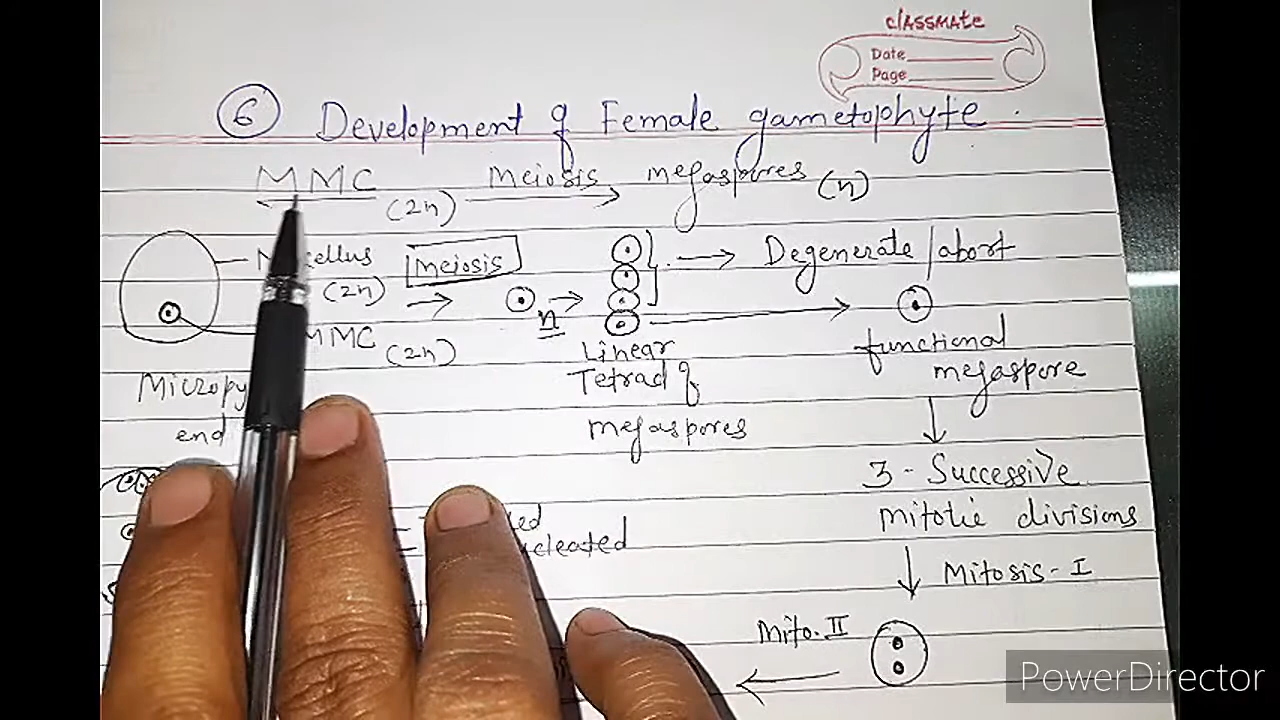 classmate
Date
Page
6 Development of Female gametophyte.
MMC (2n) Meiosis megaspores (n)
(2n) Meiosis Degenerate / abort
MMC (2n) n Linear Tetrad of megaspores
functional megaspore
end
3 - Successive mitotic divisions
Mitosis - I
Mito. II
PowerDirector